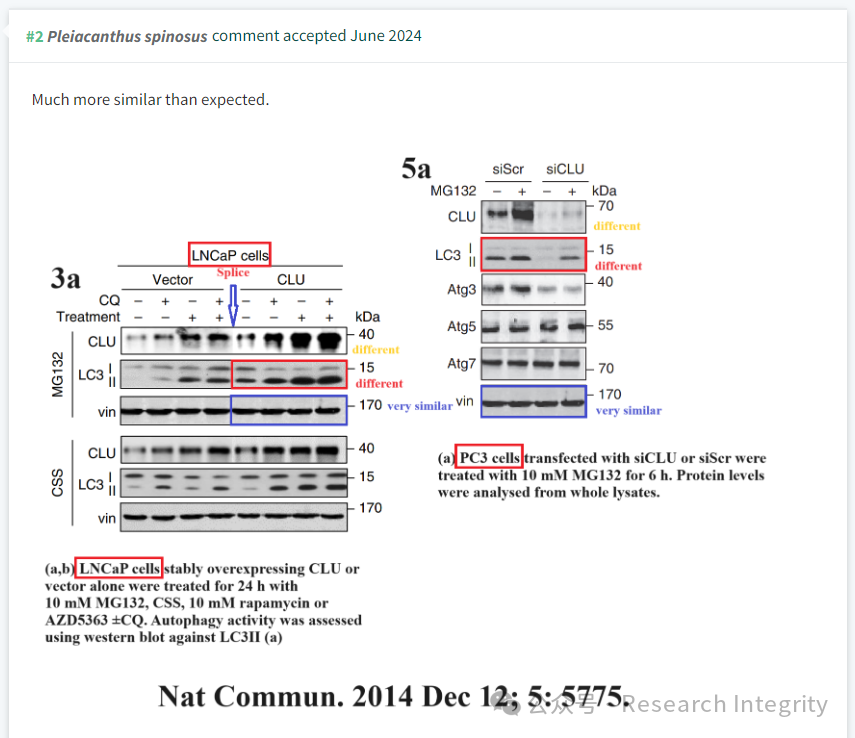 #2 Pleiacanthus spinosus comment accepted June 2024
Much more similar than expected.
3a
LNCaP cells
Splice
Vector CLU
CQ - + - + - + - +
Treatment - - + + - - + + kDa
MG132
CLU 40
different
LC3 I II 15
different
vin 170 very similar
CSS
CLU 40
LC3 I II 15
vin 170
(a,b) LNCaP cells stably overexpressing CLU or
vector alone were treated for 24 h with
10 mM MG132, CSS, 10 mM rapamycin or
AZD5363 ±CQ. Autophagy activity was assessed
using western blot against LC3II (a)
5a
siScr siCLU
MG132 − + − + kDa
CLU 70
different
LC3 I II 15
different
Atg3 40
Atg5 55
Atg7 70
vin 170
very similar
(a) PC3 cells transfected with siCLU or siScr were
treated with 10 mM MG132 for 6 h. Protein levels
were analysed from whole lysates.
Nat Commun. 2014 Dec 12; 5: 5775.
公众号 · Research Integrity